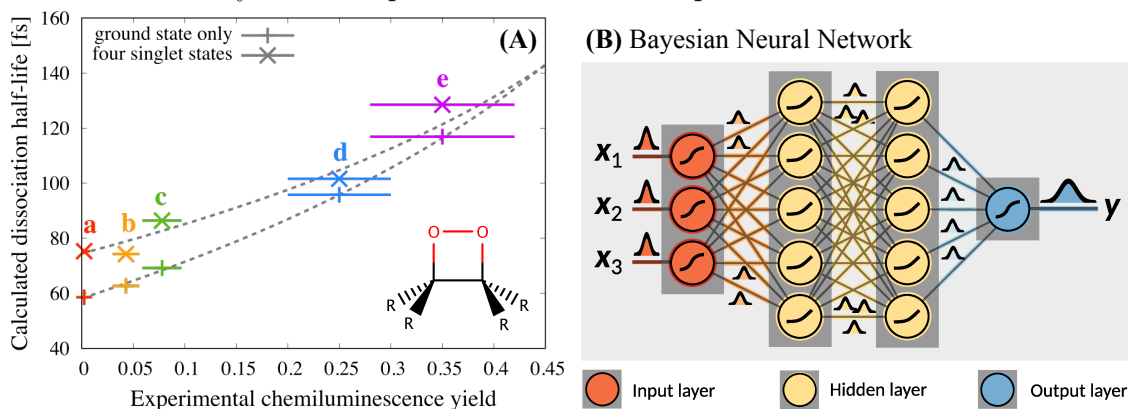 (A)
ground state only
four singlet states
Calculated dissociation half-life [fs]
160
140
120
100
80
60
40
a
b
c
d
e
O
O
R
R
R
R
0
0.05
0.1
0.15
0.2
0.25
0.3
0.35
0.4
0.45
Experimental chemiluminescence yield
(B) Bayesian Neural Network
x1
x2
x3
y
Input layer
Hidden layer
Output layer